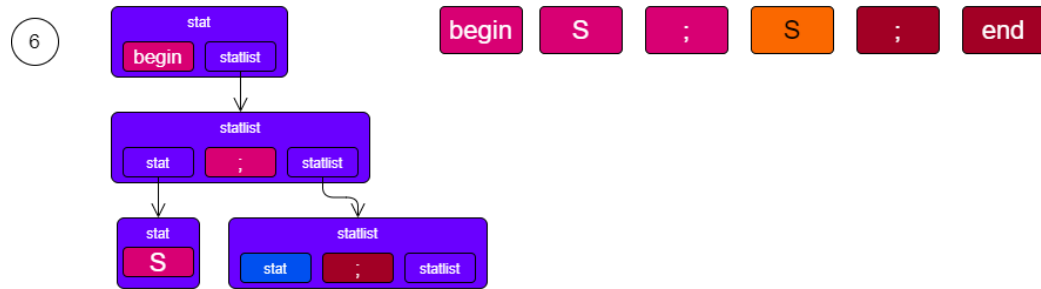 6
stat
begin statlist
begin S ; S ; end
statlist
stat ; statlist
stat
S
statlist
stat ; statlist